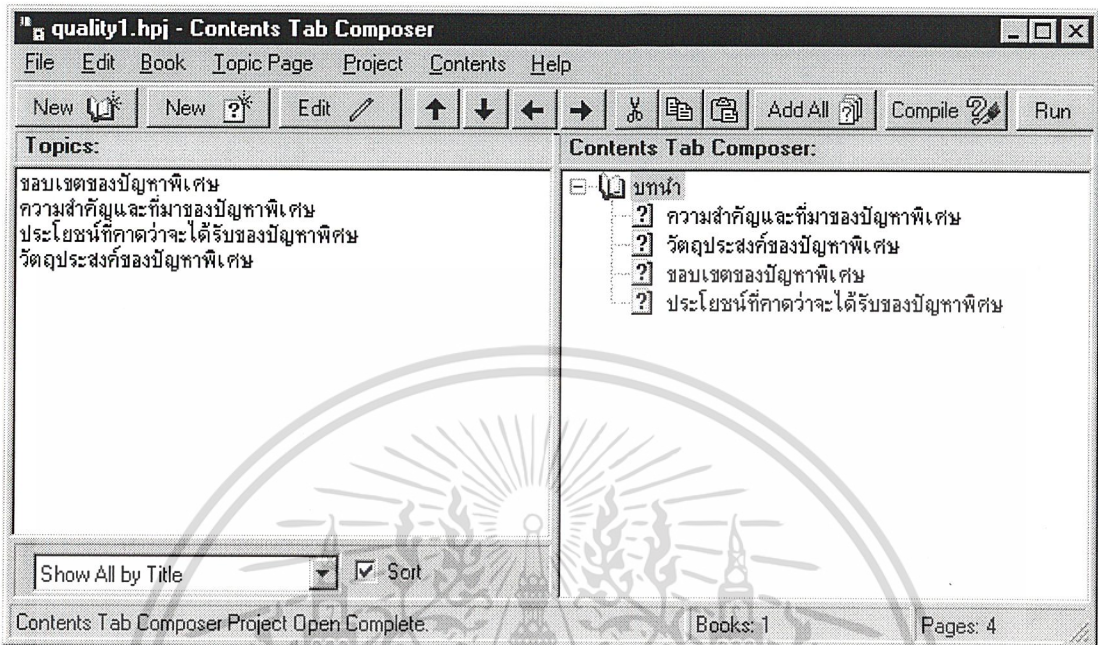 quality1.hpj - Contents Tab Composer
File Edit Book Topic Page Project Contents Help
New New Edit Add All Compile Run
Topics:
ขอบเขตของปัญหาพิเศษ
ความสำคัญและที่มาของปัญหาพิเศษ
ประโยชน์ที่คาดว่าจะได้รับของปัญหาพิศษ
วัตถุประสงค์ของปัญหาพิเศษ
Show All by Title Sort
Contents Tab Composer:
บทนำ
ความสำคัญและที่มาของปัญหาพิเศษ
วัตถุประสงค์ของปัญหาพิเศษ
ขอบเขตของปัญหาพิเศษ
ประโยชน์ที่คาดว่าจะได้รับของปัญหาพิศษ
Contents Tab Composer Project Open Complete. Books: 1 Pages: 4